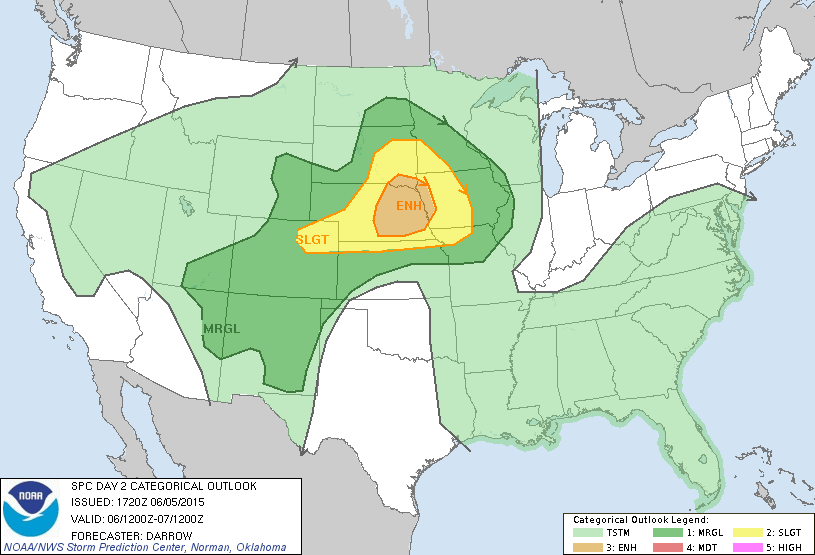 ENH
SLGT
MRGL
NOAA
SPC DAY 2 CATEGORICAL OUTLOOK
ISSUED: 1720Z 06/05/2015
VALID: 06/1200Z-07/1200Z
FORECASTER: DARROW
NOAA/NWS Storm Prediction Center, Norman, Oklahoma
Categorical Outlook Legend:
TSTM 1: MRGL 2: SLGT
3: ENH 4: MDT 5: HIGH